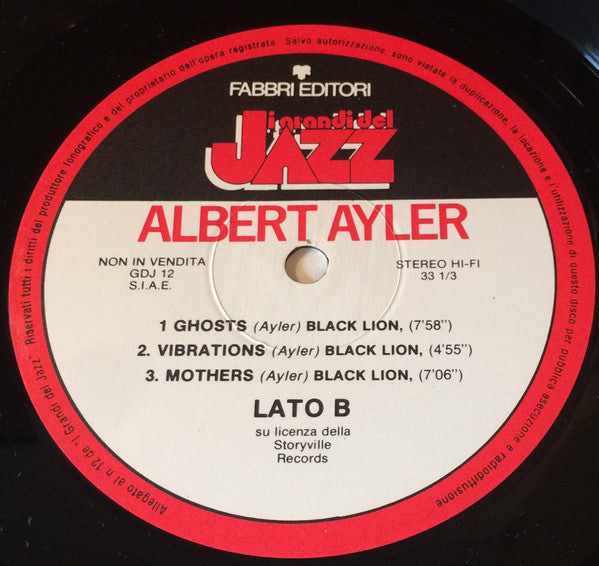 Riservati tutti i diritti del produttore fonografico e del proprietario dell'opera registrata. Salvo autorizzazione, sono vietate la duplicazione, la locazione e l'utilizzazione di questo disco per pubblica esecuzione e radiodiffusione
FABBRI EDITORI
i grandi del
JAZZ
ALBERT AYLER
NON IN VENDITA
GDJ 12
S.I.A.E.
STEREO HI-FI
33 1/3
1 GHOSTS (Ayler) BLACK LION, (7'58")
2. VIBRATIONS (Ayler) BLACK LION, (4'55")
3. MOTHERS (Ayler) BLACK LION, (7'06")
LATO B
su licenza della
Storyville
Records
Allegato al n 12 de "I Grandi del Jazz"